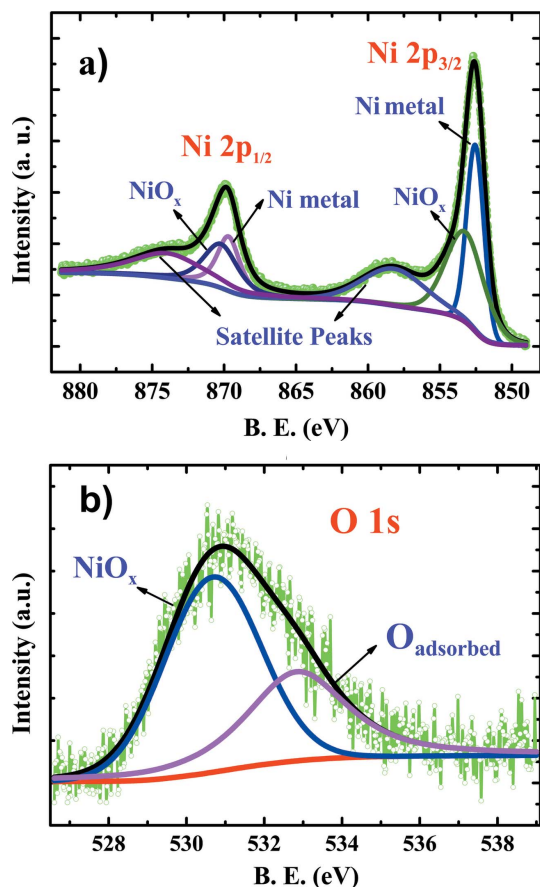 a)
Ni 2p3/2
Ni metal
Ni 2p1/2
NiOx
Ni metal
NiOx
Satellite Peaks
Intensity (a. u.)
880 875 870 865 860 855 850
B. E. (eV)
b)
O 1s
NiOx
Oadsorbed
Intensity (a.u.)
528 530 532 534 536 538
B. E. (eV)